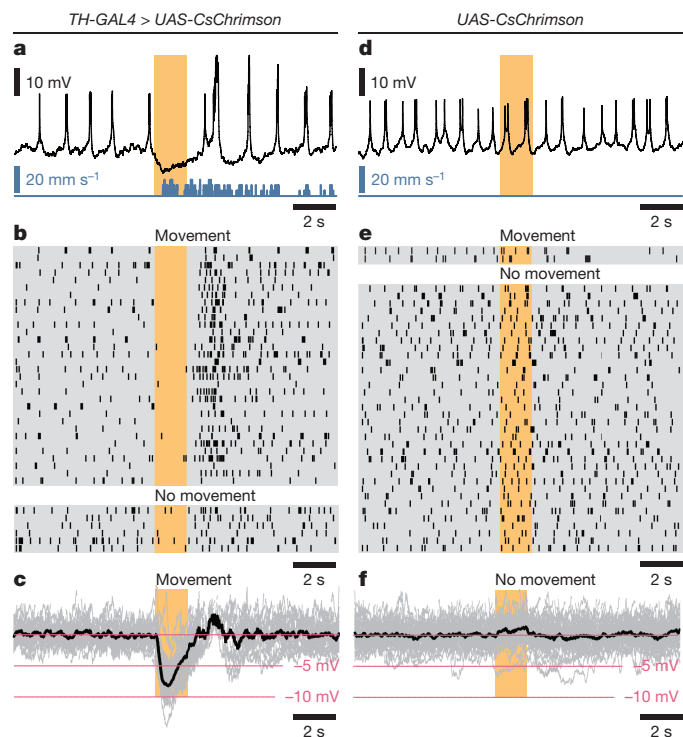 TH-GAL4 > UAS-CsChrimson
a
10 mV
20 mm s⁻¹
2 s
b
Movement
No movement
2 s
c
Movement
–5 mV
–10 mV
2 s
UAS-CsChrimson
d
10 mV
20 mm s⁻¹
2 s
e
Movement
No movement
2 s
f
No movement
–5 mV
–10 mV
2 s